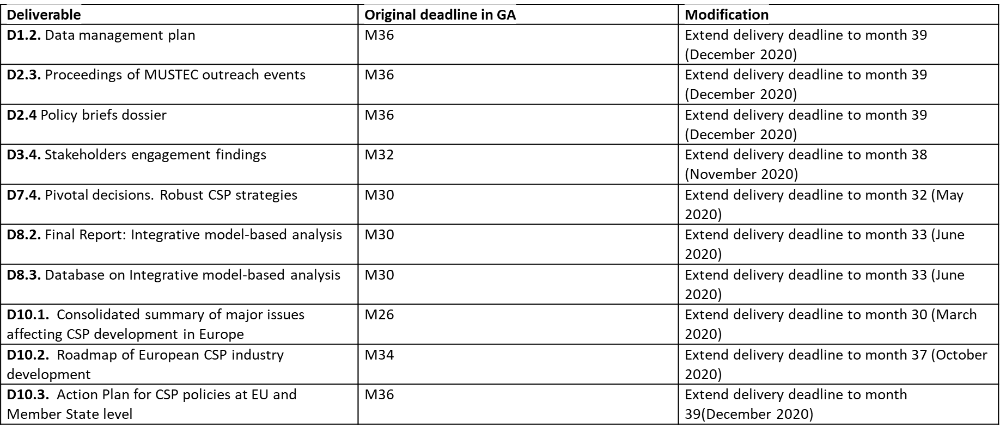 Deliverable
Original deadline in GA
Modification
D1.2. Data management plan
M36
Extend delivery deadline to month 39
(December 2020)
D2.3. Proceedings of MUSTEC outreach events
M36
Extend delivery deadline to month 39
(December 2020)
D2.4 Policy briefs dossier
M36
Extend delivery deadline to month 39
(December 2020)
D3.4. Stakeholders engagement findings
M32
Extend delivery deadline to month 38
(November 2020)
D7.4. Pivotal decisions. Robust CSP strategies
M30
Extend delivery deadline to month 32 (May
2020)
D8.2. Final Report: Integrative model-based analysis
M30
Extend delivery deadline to month 33 (June
2020)
D8.3. Database on Integrative model-based analysis
M30
Extend delivery deadline to month 33 (June
2020)
D10.1.  Consolidated summary of major issues
affecting CSP development in Europe
M26
Extend delivery deadline to month 30 (March
2020)
D10.2.  Roadmap of European CSP industry
development
M34
Extend delivery deadline to month 37 (October
2020)
D10.3.  Action Plan for CSP policies at EU and
Member State level
M36
Extend delivery deadline to month
39(December 2020)